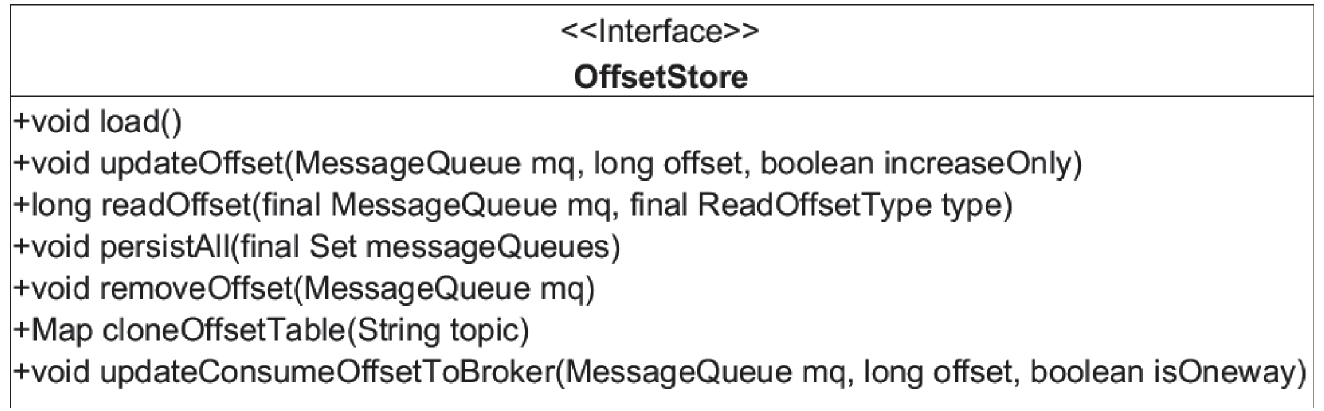 <<Interface>>
OffsetStore
+void load()
+void updateOffset(MessageQueue mq, long offset, boolean increaseOnly)
+long readOffset(final MessageQueue mq, final ReadOffsetType type)
+void persistAll(final Set messageQueues)
+void removeOffset(MessageQueue mq)
+Map cloneOffsetTable(String topic)
+void updateConsumeOffsetToBroker(MessageQueue mq, long offset, boolean isOneway)